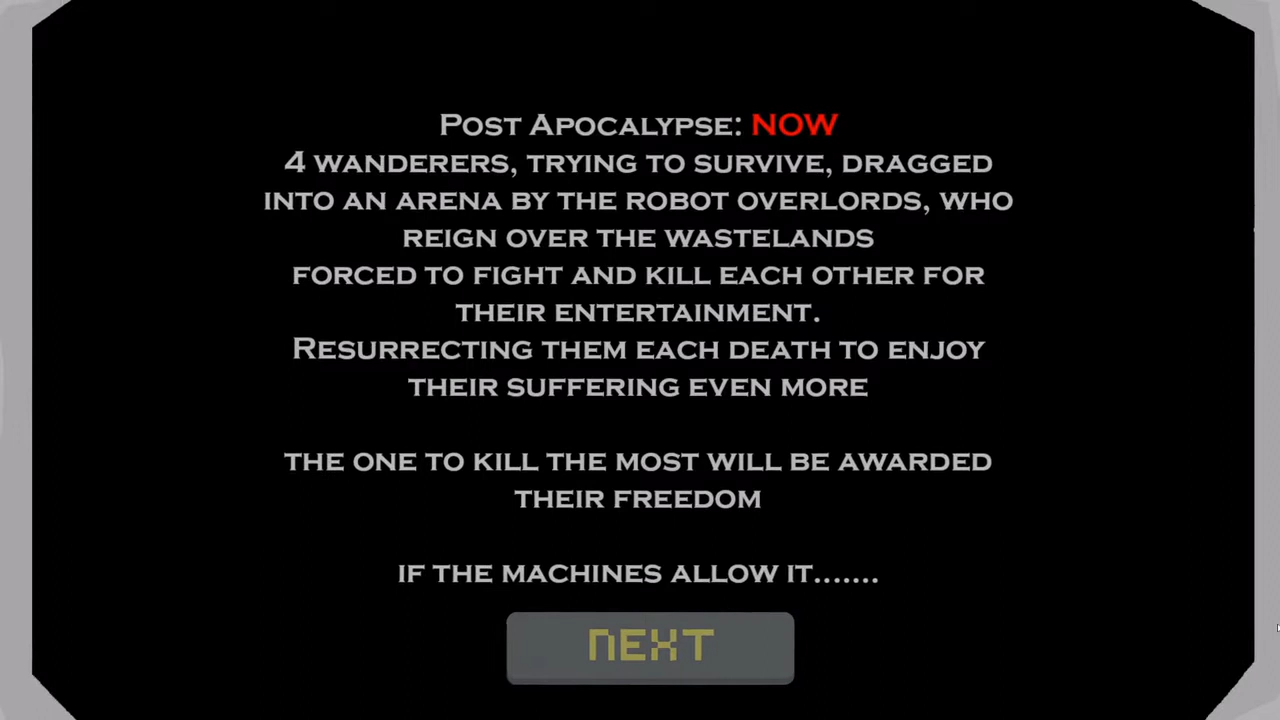 Post Apocalypse: NOW
4 WANDERERS, TRYING TO SURVIVE, DRAGGED
INTO AN ARENA BY THE ROBOT OVERLORDS, WHO
REIGN OVER THE WASTELANDS
FORCED TO FIGHT AND KILL EACH OTHER FOR
THEIR ENTERTAINMENT.
RESURRECTING THEM EACH DEATH TO ENJOY
THEIR SUFFERING EVEN MORE
THE ONE TO KILL THE MOST WILL BE AWARDED
THEIR FREEDOM
IF THE MACHINES ALLOW IT.......
NEXT